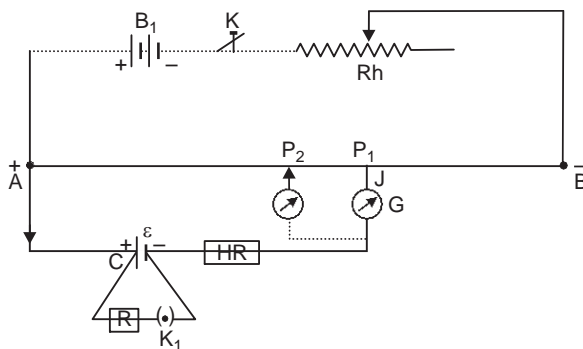 B1 K
+ −
Rh
P2 P1
+ −
A J B
G
ε
+ −
C HR
R ( )
K1